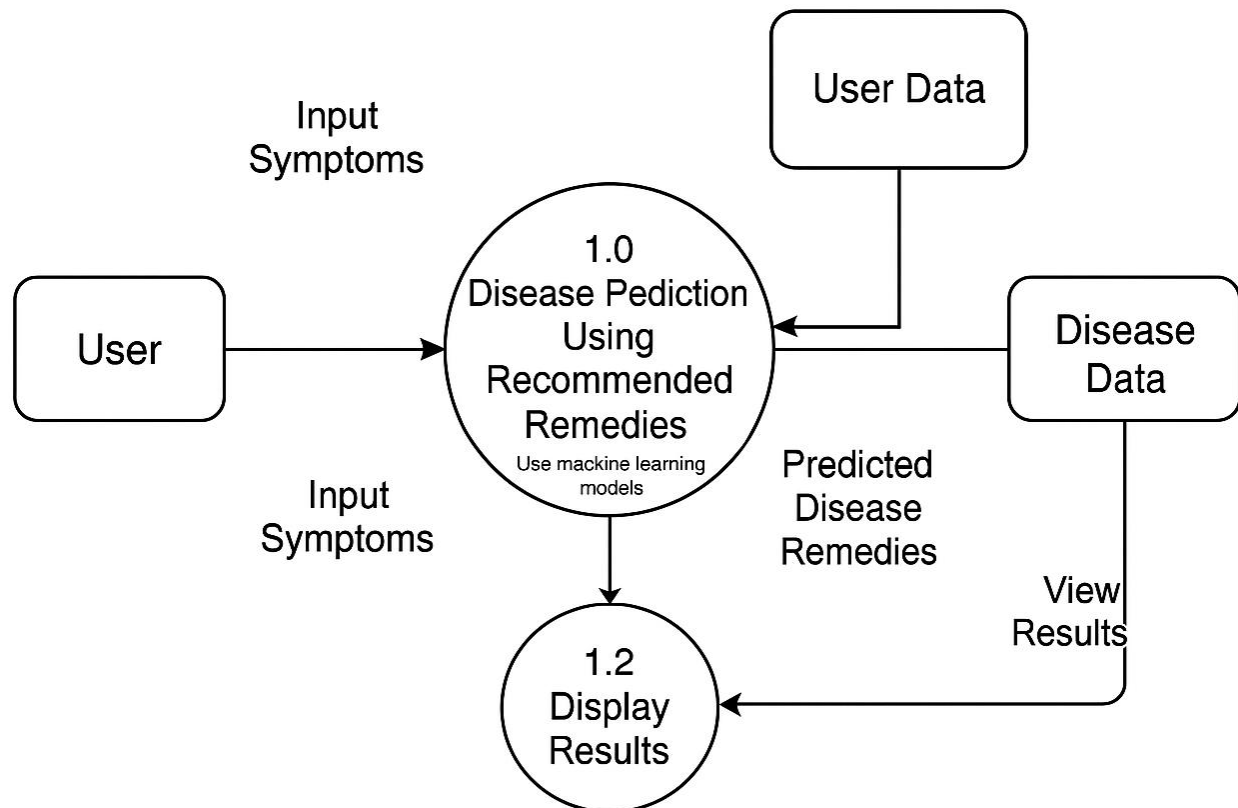 User Data
Input
Symptoms
1.0
Disease Pediction
Using
Recommended
Remedies
Use mackine learning
models
User
Disease
Data
Input
Symptoms
Predicted
Disease
Remedies
View
Results
1.2
Display
Results